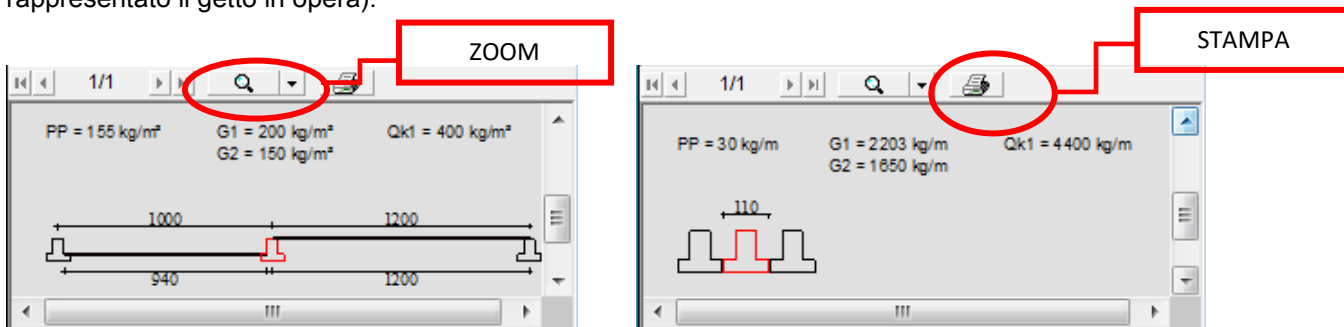 rappresentato il getto in opera).
ZOOM
STAMPA
1/1
PP = 155 kg/m²
G1 = 200 kg/m²
Qk1 = 400 kg/m²
G2 = 150 kg/m²
1000
1200
940
1200
1/1
PP = 30 kg/m
G1 = 2203 kg/m
Qk1 = 4400 kg/m
G2 = 1650 kg/m
110